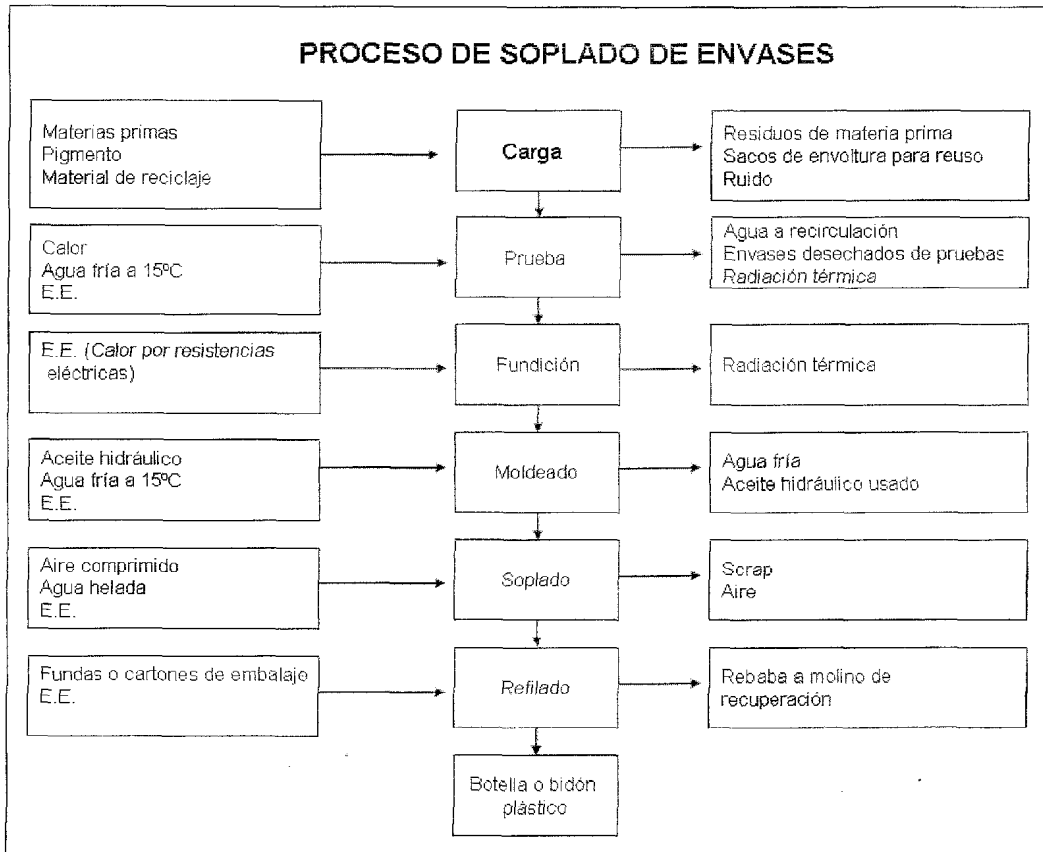 PROCESO DE SOPLADO DE ENVASES
Materias primas
Pigmento
Material de reciclaje
Carga
Residuos de materia prima
Sacos de envoltura para reuso
Ruido
Calor
Agua fría a 15ºC
E.E.
Prueba
Agua a recirculación
Envases desechados de pruebas
Radiación térmica
E.E. (Calor por resistencias
eléctricas)
Fundición
Radiación térmica
Aceite hidráulico
Agua fría a 15ºC
E.E.
Moldeado
Agua fría
Aceite hidráulico usado
Aire comprimido
Agua helada
E.E.
Soplado
Scrap
Aire
Fundas o cartones de embalaje
E.E.
Refilado
Rebaba a molino de
recuperación
Botella o bidón
plástico